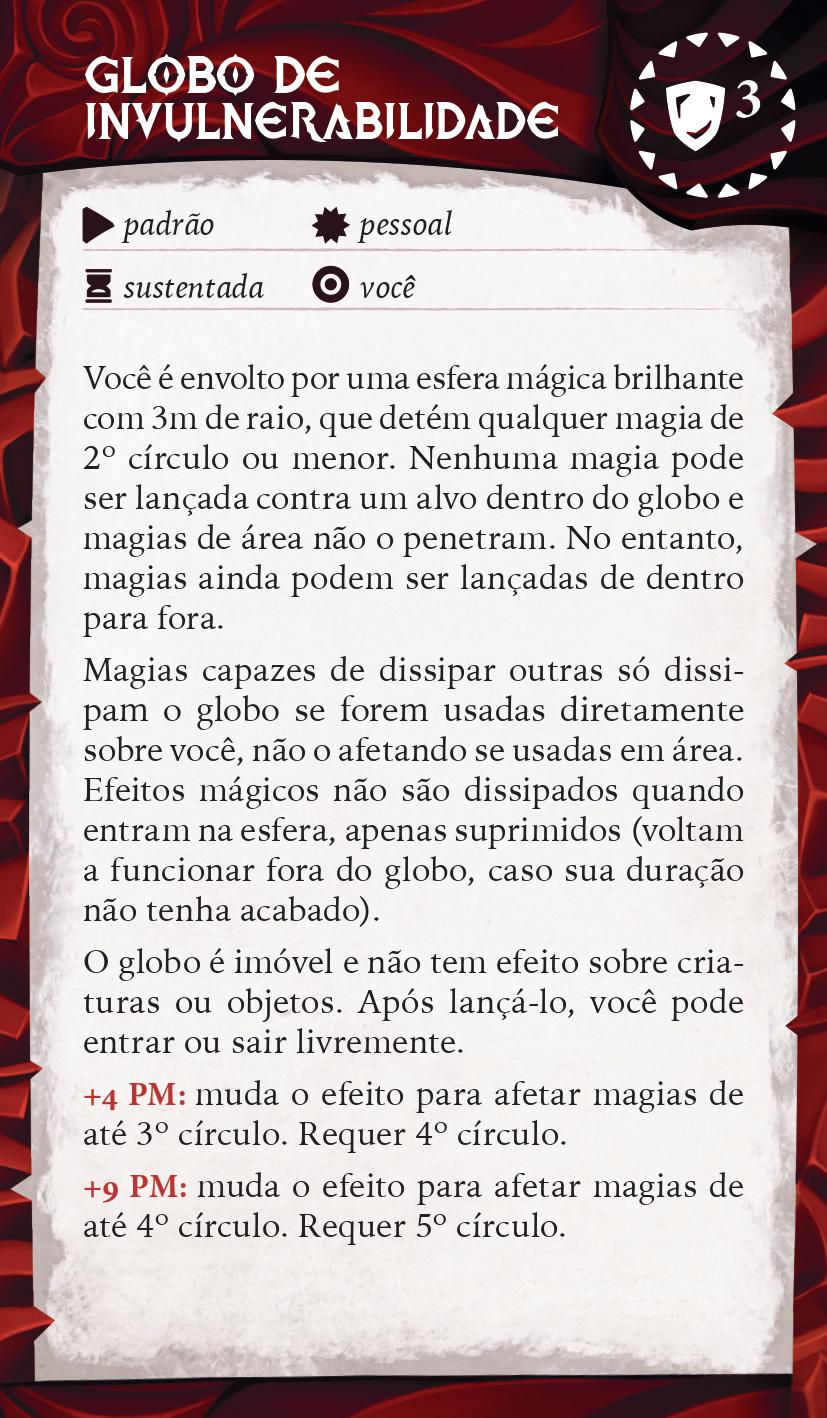 GLOBO DE
INVULNERABILIDADE
3
padrão pessoal
sustentada você
Você é envolto por uma esfera mágica brilhante
com 3m de raio, que detém qualquer magia de
2º círculo ou menor. Nenhuma magia pode
ser lançada contra um alvo dentro do globo e
magias de área não o penetram. No entanto,
magias ainda podem ser lançadas de dentro
para fora.
Magias capazes de dissipar outras só dissi-
pam o globo se forem usadas diretamente
sobre você, não o afetando se usadas em área.
Efeitos mágicos não são dissipados quando
entram na esfera, apenas suprimidos (voltam
a funcionar fora do globo, caso sua duração
não tenha acabado).
O globo é imóvel e não tem efeito sobre cria-
turas ou objetos. Após lançá-lo, você pode
entrar ou sair livremente.
+4 PM: muda o efeito para afetar magias de
até 3º círculo. Requer 4º círculo.
+9 PM: muda o efeito para afetar magias de
até 4º círculo. Requer 5º círculo.